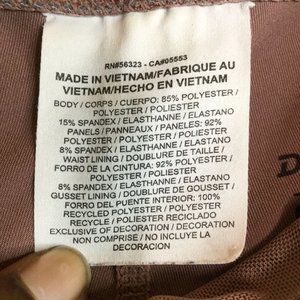 RN#56323 - CA#05553
MADE IN VIETNAM/FABRIQUE AU
VIETNAM/HECHO EN VIETNAM
BODY / CORPS / CUERPO: 85% POLYESTER /
POLYESTER / POLIESTER
15% SPANDEX / ELASTHANNE / ELASTANO
PANELS / PANNEAUX / PANELES: 92%
POLYESTER / POLYESTER / POLIESTER
8% SPANDEX / ELASTHANNE / ELASTANO
WAIST LINING / DOUBLURE DE TAILLE /
FORRO DE LA CINTURA: 92% POLYESTER /
POLYESTER / POLIESTER
8% SPANDEX / ELASTHANNE / ELASTANO
GUSSET LINING / DOUBLURE DE GOUSSET /
FORRO DEL PUENTE INTERIOR: 100%
RECYCLED POLYESTER / POLYESTER
RECYCLÉ / POLIESTER RECICLADO
EXCLUSIVE OF DECORATION / DECORATION
NON COMPRISE / NO INCLUYE LA
DECORACION
D